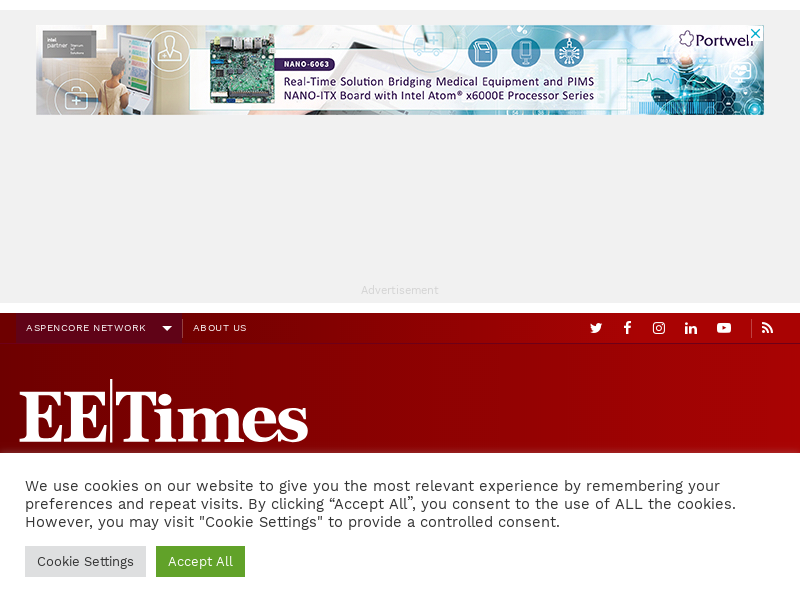 intel
partner
Portwell
NANO-6063
Real-Time Solution Bridging Medical Equipment and PIMS
NANO-ITX Board with Intel Atom® x6000E Processor Series
Advertisement
ASPENCORE NETWORK
ABOUT US
EETimes
We use cookies on our website to give you the most relevant experience by remembering your
preferences and repeat visits. By clicking “Accept All”, you consent to the use of ALL the cookies.
However, you may visit "Cookie Settings" to provide a controlled consent.
Cookie Settings
Accept All